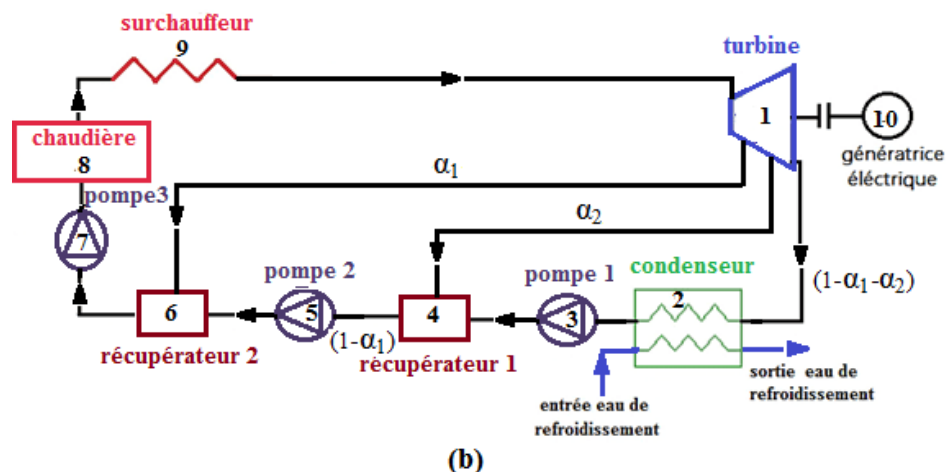 surchauffeur
9
turbine
1
10
génératrice
éléctrique
chaudière
8
pompe3
7
α₁
α₂
pompe 2
5
pompe 1
3
condenseur
2
(1-α₁-α₂)
6
récupérateur 2
(1-α₁)
4
récupérateur 1
entrée eau de
refroidissement
sortie eau de
refroidissement
(b)